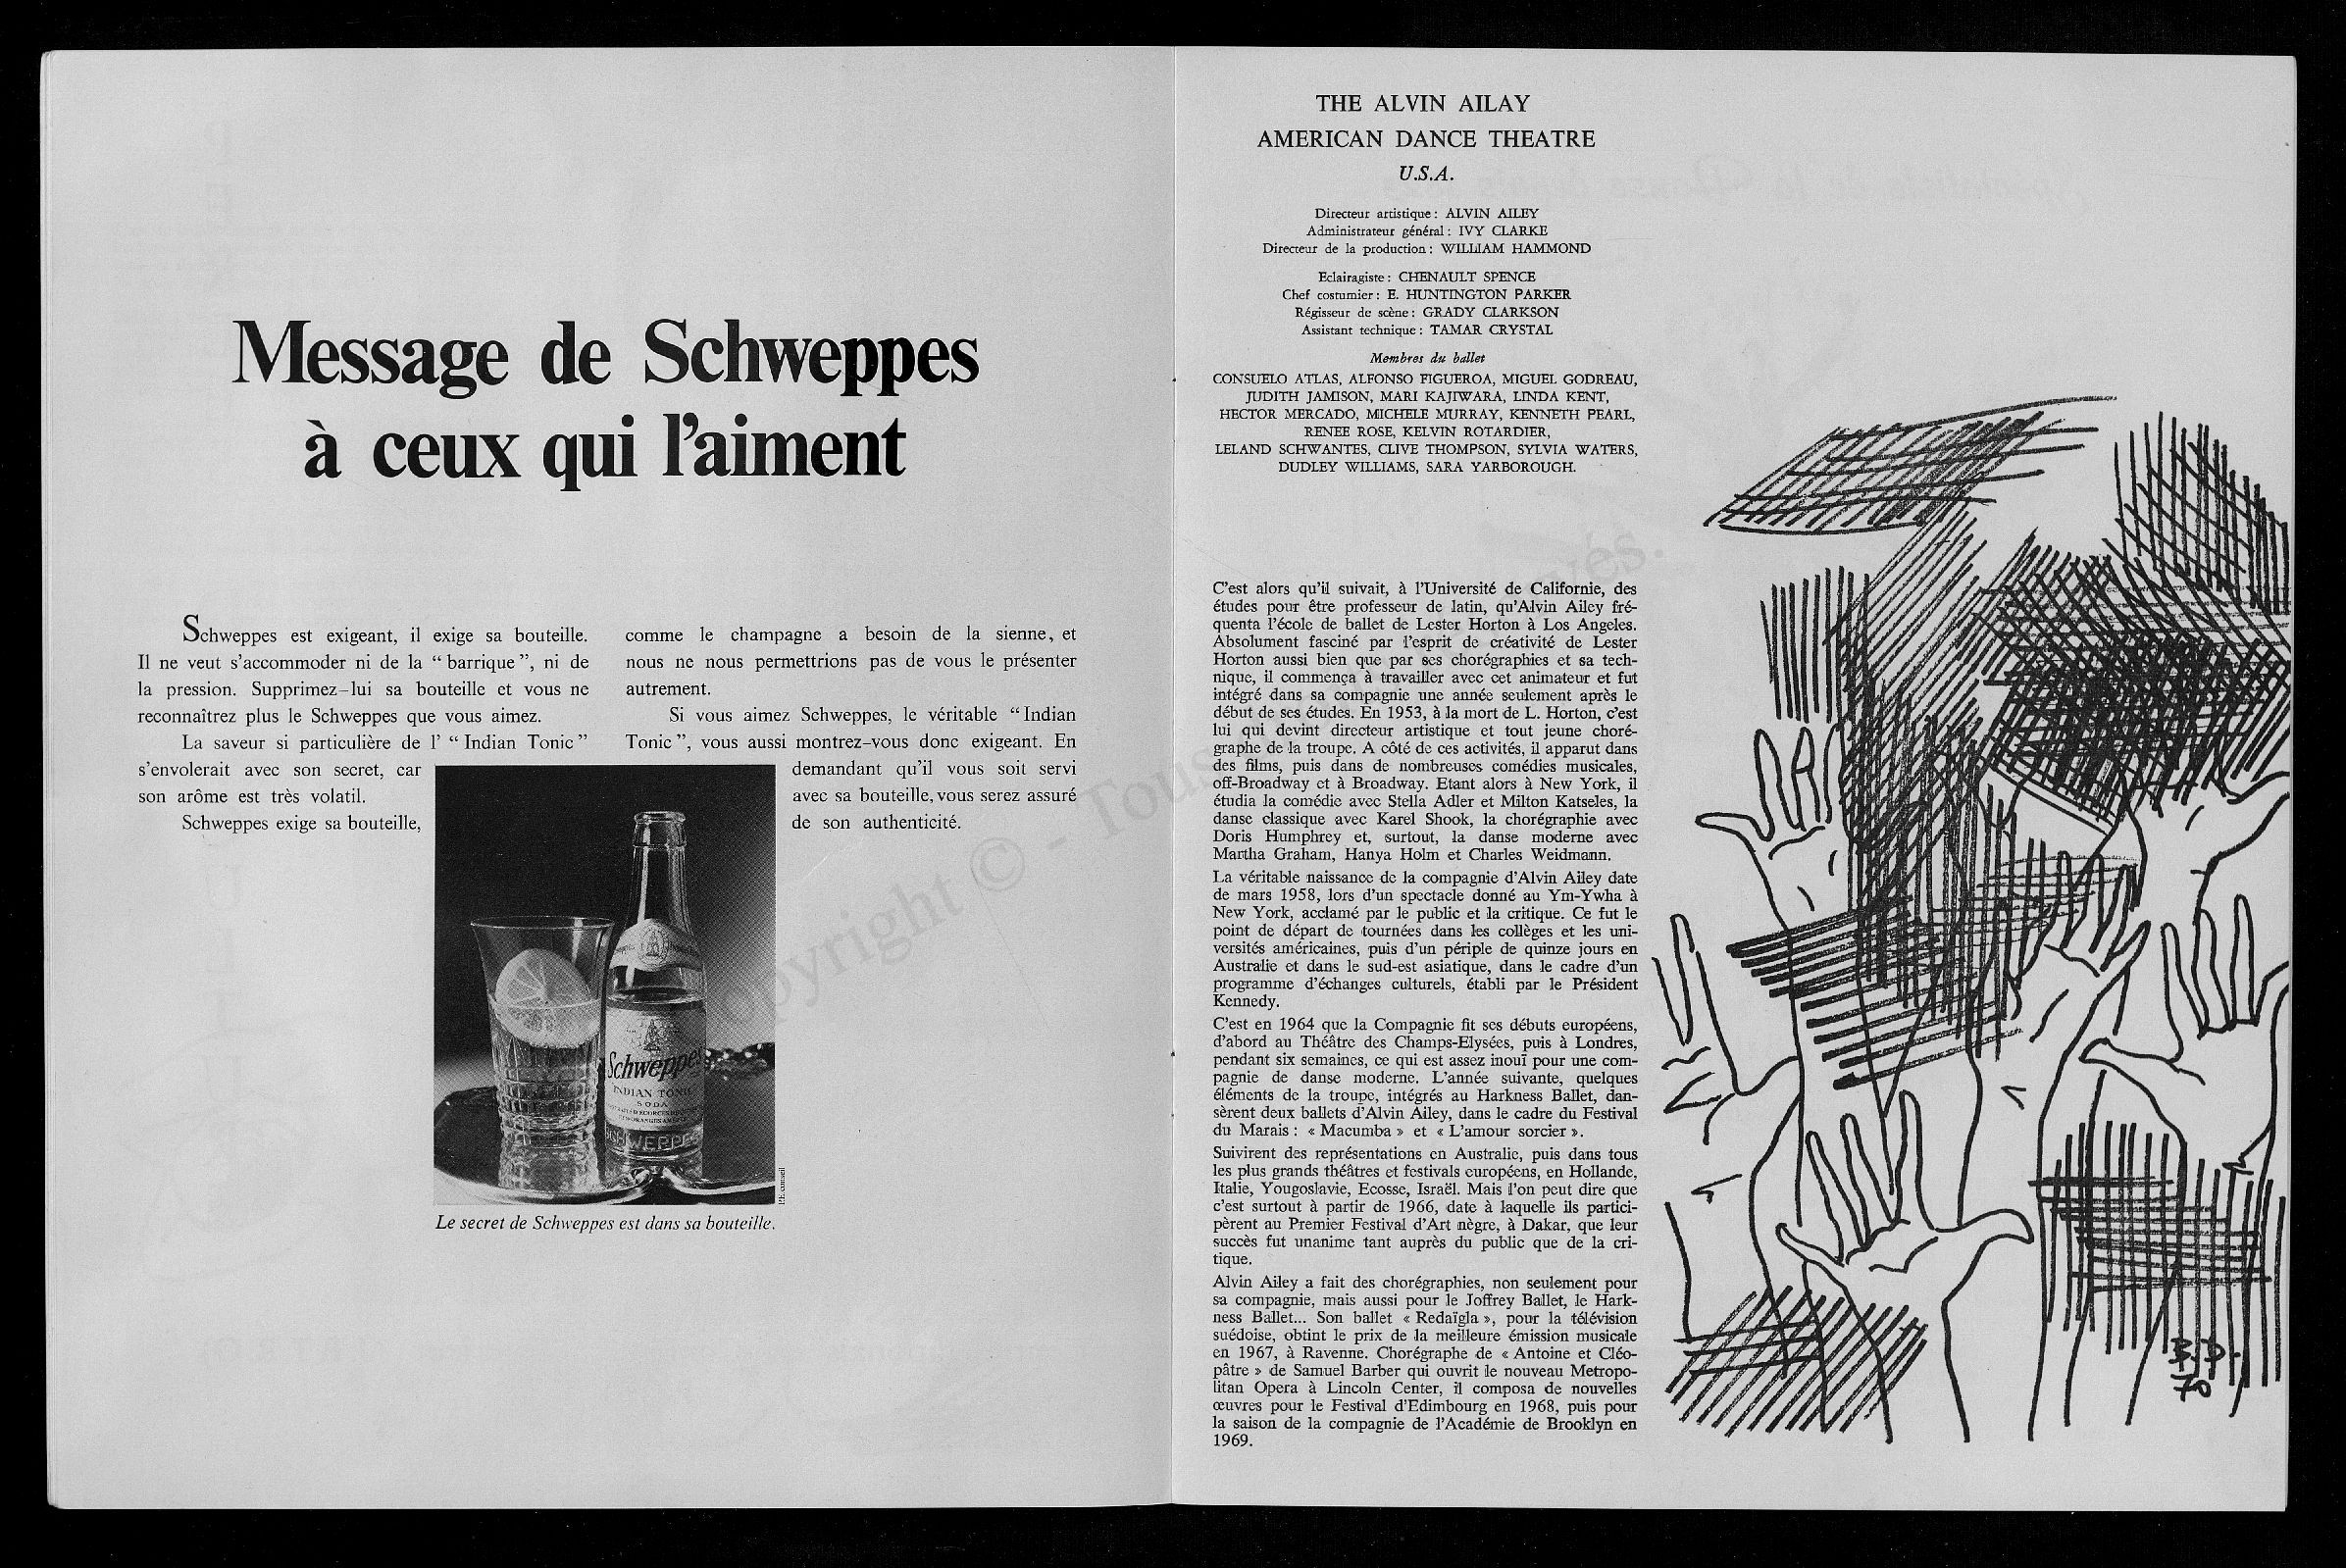 Message de Schweppes
à ceux qui l'aiment
Schweppes est exigeant, il exige sa bouteille.
Il ne veut s'accommoder ni de la “ barrique ”, ni de
la pression. Supprimez-lui sa bouteille et vous ne
reconnaîtrez plus le Schweppes que vous aimez.
La saveur si particulière de l' “ Indian Tonic ”
s'envolerait avec son secret, car
son arôme est très volatil.
Schweppes exige sa bouteille,
comme le champagne a besoin de la sienne, et
nous ne nous permettrions pas de vous le présenter
autrement.
Si vous aimez Schweppes, le véritable “ Indian
Tonic ”, vous aussi montrez-vous donc exigeant. En
demandant qu'il vous soit servi
avec sa bouteille, vous serez assuré
de son authenticité.
Schweppes
INDIAN TONIC
SODA
SCHWEPPES
Le secret de Schweppes est dans sa bouteille.
THE ALVIN AILAY
AMERICAN DANCE THEATRE
U.S.A.
Directeur artistique : ALVIN AILEY
Administrateur général : IVY CLARKE
Directeur de la production : WILLIAM HAMMOND
Eclairagiste : CHENAULT SPENCE
Chef costumier : E. HUNTINGTON PARKER
Régisseur de scène : GRADY CLARKSON
Assistant technique : TAMAR CRYSTAL
Membres du ballet
CONSUELO ATLAS, ALFONSO FIGUEROA, MIGUEL GODREAU,
JUDITH JAMISON, MARI KAJIWARA, LINDA KENT,
HECTOR MERCADO, MICHELE MURRAY, KENNETH PEARL,
RENEE ROSE, KELVIN ROTARDIER,
LELAND SCHWANTES, CLIVE THOMPSON, SYLVIA WATERS,
DUDLEY WILLIAMS, SARA YARBOROUGH.
C'est alors qu'il suivait, à l'Université de Californie, des
études pour être professeur de latin, qu'Alvin Ailey fré-
quenta l'école de ballet de Lester Horton à Los Angeles.
Absolument fasciné par l'esprit de créativité de Lester
Horton aussi bien que par ses chorégraphies et sa tech-
nique, il commença à travailler avec cet animateur et fut
intégré dans sa compagnie une année seulement après le
début de ses études. En 1953, à la mort de L. Horton, c'est
lui qui devint directeur artistique et tout jeune choré-
graphe de la troupe. A côté de ces activités, il apparut dans
des films, puis dans de nombreuses comédies musicales,
off-Broadway et à Broadway. Etant alors à New York, il
étudia la comédie avec Stella Adler et Milton Katseles, la
danse classique avec Karel Shook, la chorégraphie avec
Doris Humphrey et, surtout, la danse moderne avec
Martha Graham, Hanya Holm et Charles Weidmann.
La véritable naissance de la compagnie d'Alvin Ailey date
de mars 1958, lors d'un spectacle donné au Ym-Ywha à
New York, acclamé par le public et la critique. Ce fut le
point de départ de tournées dans les collèges et les uni-
versités américaines, puis d'un périple de quinze jours en
Australie et dans le sud-est asiatique, dans le cadre d'un
programme d'échanges culturels, établi par le Président
Kennedy.
C'est en 1964 que la Compagnie fit ses débuts européens,
d'abord au Théâtre des Champs-Elysées, puis à Londres,
pendant six semaines, ce qui est assez inouï pour une com-
pagnie de danse moderne. L'année suivante, quelques
éléments de la troupe, intégrés au Harkness Ballet, dan-
sèrent deux ballets d'Alvin Ailey, dans le cadre du Festival
du Marais : « Macumba » et « L'amour sorcier ».
Suivirent des représentations en Australie, puis dans tous
les plus grands théâtres et festivals européens, en Hollande,
Italie, Yougoslavie, Ecosse, Israël. Mais l'on peut dire que
c'est surtout à partir de 1966, date à laquelle ils partici-
pèrent au Premier Festival d'Art nègre, à Dakar, que leur
succès fut unanime tant auprès du public que de la cri-
tique.
Alvin Ailey a fait des chorégraphies, non seulement pour
sa compagnie, mais aussi pour le Joffrey Ballet, le Hark-
ness Ballet... Son ballet « Redaïgla », pour la télévision
suédoise, obtint le prix de la meilleure émission musicale
en 1967, à Ravenne. Chorégraphe de « Antoine et Cléo-
pâtre » de Samuel Barber qui ouvrit le nouveau Metropo-
litan Opera à Lincoln Center, il composa de nouvelles
œuvres pour le Festival d'Edimbourg en 1968, puis pour
la saison de la compagnie de l'Académie de Brooklyn en
1969.
70
opyright © - Tous
vés.